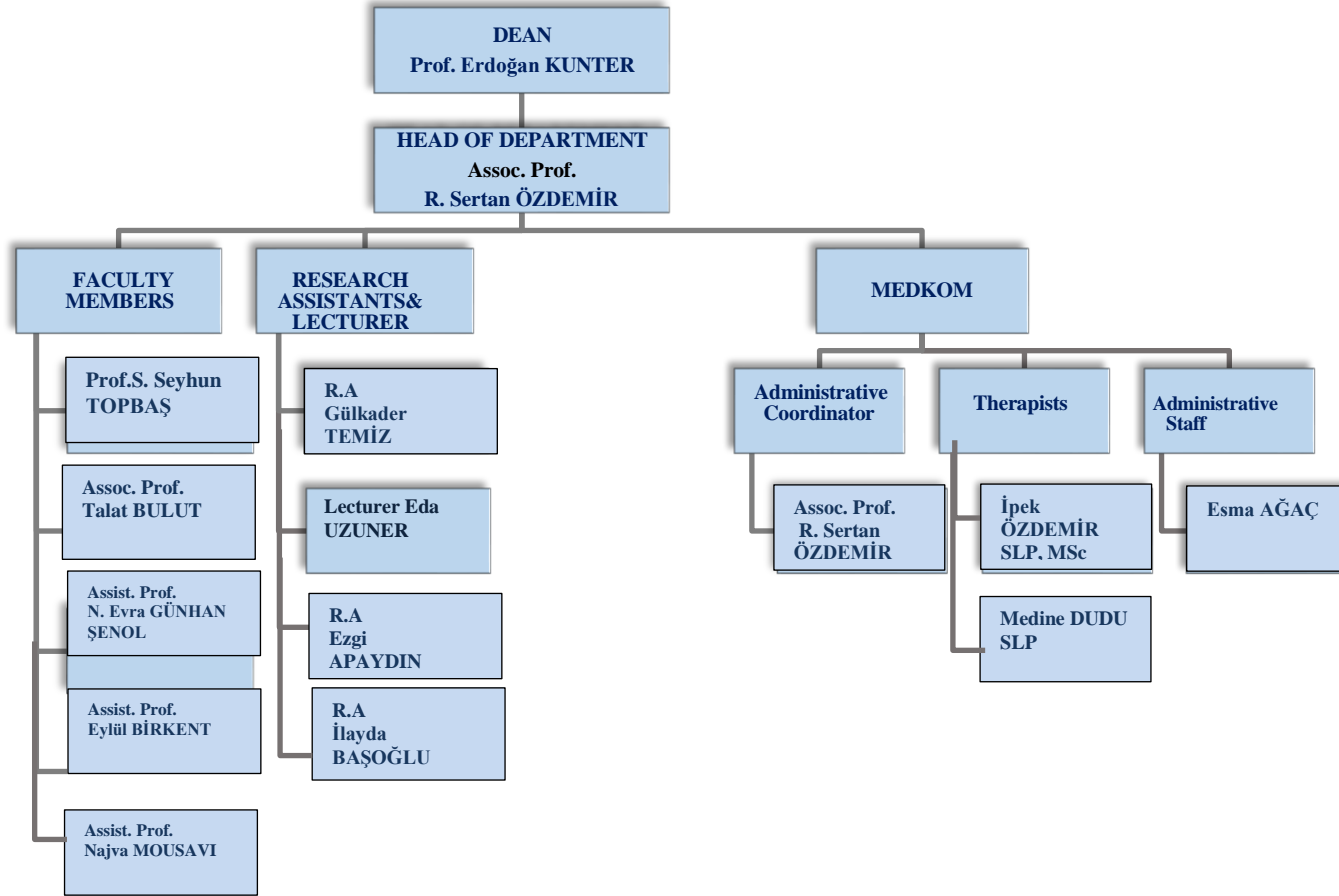 DEAN
Prof. Erdoğan KUNTER
HEAD OF DEPARTMENT
Assoc. Prof.
R. Sertan ÖZDEMİR
FACULTY
MEMBERS
Prof.S. Seyhun
TOPBAŞ
Assoc. Prof.
Talat BULUT
Assist. Prof.
N. Evra GÜNHAN
ŞENOL
Assist. Prof.
Eylül BİRKENT
Assist. Prof.
Najva MOUSAVI
RESEARCH
ASSISTANTS&
LECTURER
R.A
Gülkader
TEMİZ
Lecturer Eda
UZUNER
R.A
Ezgi
APAYDIN
R.A
İlayda
BAŞOĞLU
MEDKOM
Administrative
Coordinator
Assoc. Prof.
R. Sertan
ÖZDEMİR
Therapists
İpek
ÖZDEMİR
SLP, MSc
Medine DUDU
SLP
Administrative
Staff
Esma AĞAÇ